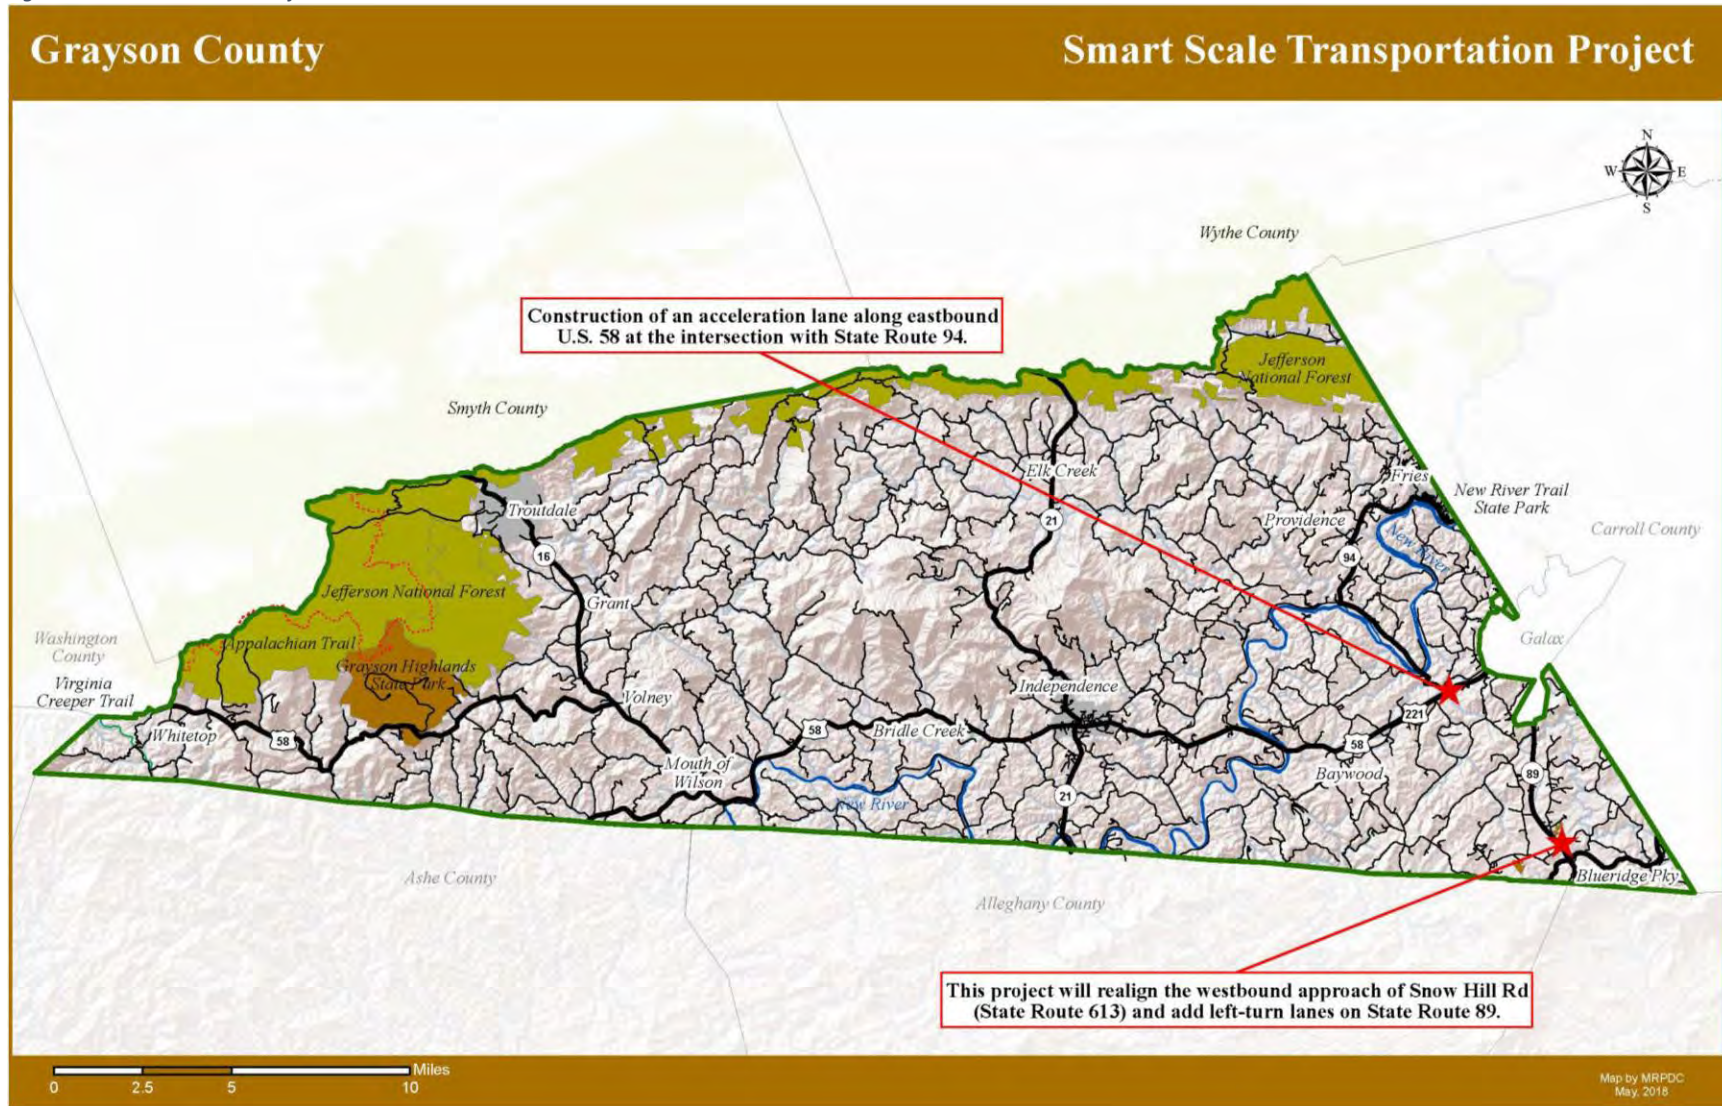 Grayson County
Smart Scale Transportation Project
N
W E
S
Wythe County
Construction of an acceleration lane along eastbound
U.S. 58 at the intersection with State Route 94.
Jefferson
National Forest
Smyth County
Elk Creek
Fries
New River Trail
State Park
Troutdale
21
Providence
Carroll County
16
94
New River
Jefferson National Forest
Grant
Washington
County
Appalachian Trail
Galax
Grayson Highlands
State Park
Virginia
Creeper Trail
Volney
Independence
221
Whitetop
58
58
Bridle Creek
58
Mouth of
Wilson
Baywood
89
New River
21
Ashe County
Blueridge Pky
Alleghany County
This project will realign the westbound approach of Snow Hill Rd
(State Route 613) and add left-turn lanes on State Route 89.
Miles
0 2.5 5 10
Map by MRPDC
May, 2018